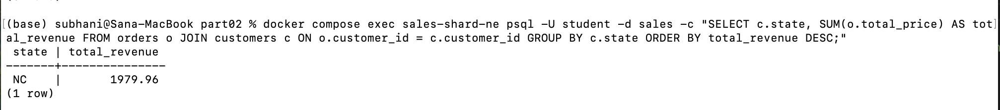 [(base) subhani@Sana-MacBook part02 % docker compose exec sales-shard-ne psql -U student -d sales -c "SELECT c.state, SUM(o.total_price) AS tot]
al_revenue FROM orders o JOIN customers c ON o.customer_id = c.customer_id GROUP BY c.state ORDER BY total_revenue DESC;"
 state | total_revenue
-------+---------------
 NC    |       1979.96
(1 row)